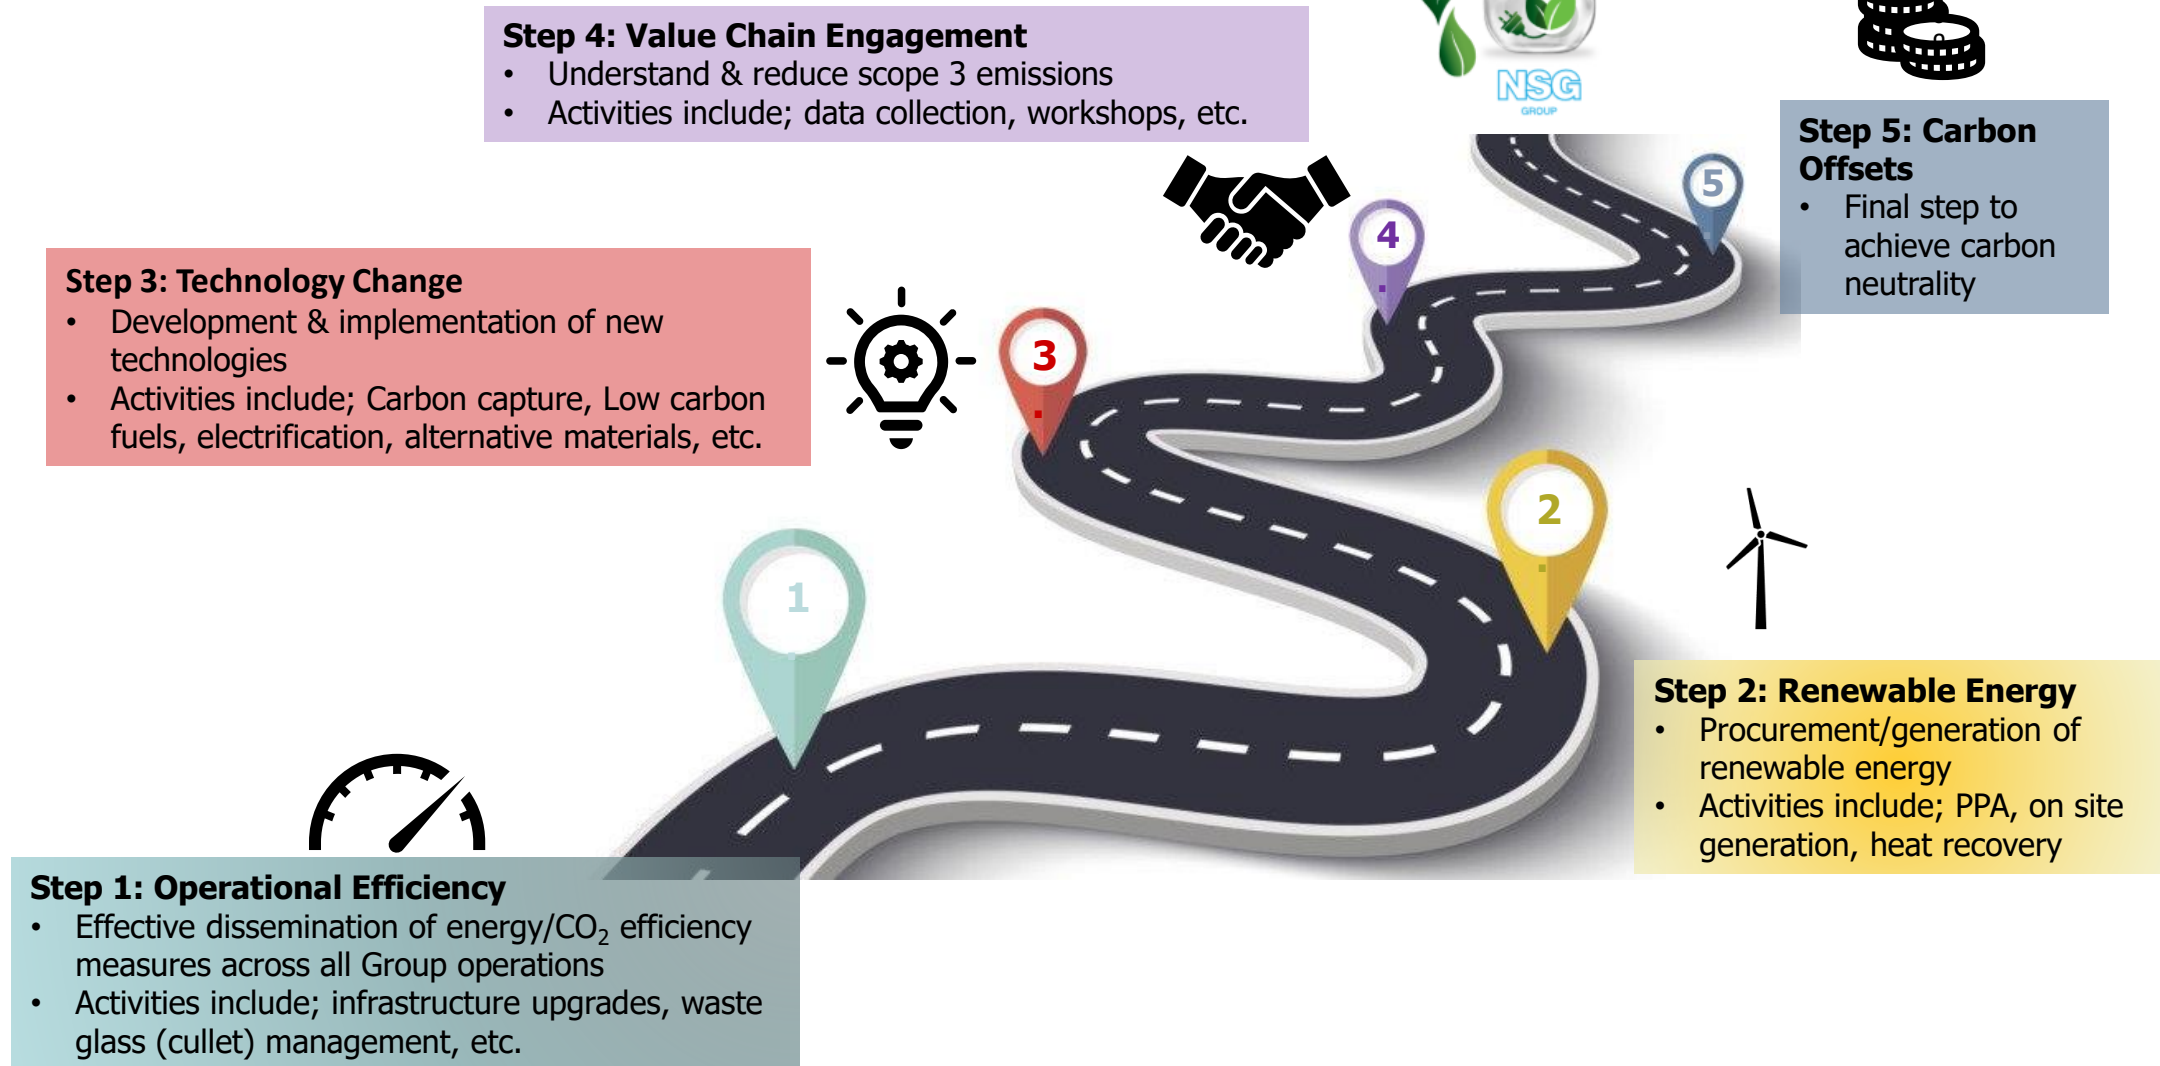 Step 4: Value Chain Engagement
• Understand & reduce scope 3 emissions
• Activities include; data collection, workshops, etc.
NSG
GROUP
Step 5: Carbon
Offsets
• Final step to
achieve carbon
neutrality
5
4
Step 3: Technology Change
• Development & implementation of new
technologies
• Activities include; Carbon capture, Low carbon
fuels, electrification, alternative materials, etc.
3
2
1
Step 2: Renewable Energy
• Procurement/generation of
renewable energy
• Activities include; PPA, on site
generation, heat recovery
Step 1: Operational Efficiency
• Effective dissemination of energy/CO₂ efficiency
measures across all Group operations
• Activities include; infrastructure upgrades, waste
glass (cullet) management, etc.